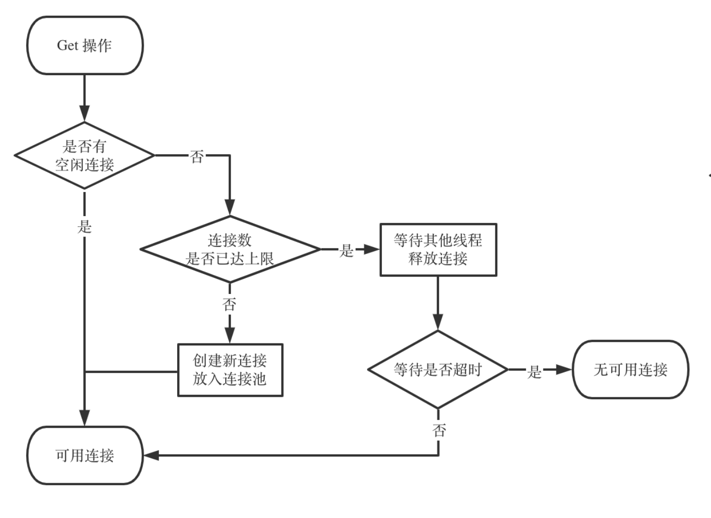 Get 操作
是否有
空闲连接
否
是
连接数
是否已达上限
是
等待其他线程
释放连接
否
创建新连接
放入连接池
等待是否超时
是
无可用连接
否
可用连接